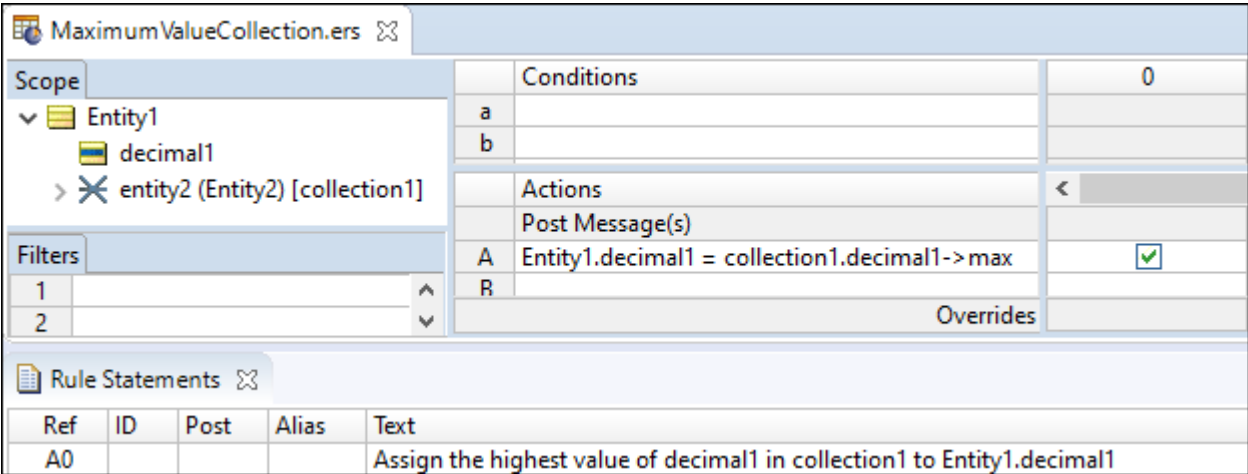 MaximumValueCollection.ers
Scope
Entity1
decimal1
entity2 (Entity2) [collection1]
Filters
1
2
Conditions 0
a
b
Actions
Post Message(s)
A Entity1.decimal1 = collection1.decimal1->max
B
Overrides
Rule Statements
Ref ID Post Alias Text
A0 Assign the highest value of decimal1 in collection1 to Entity1.decimal1